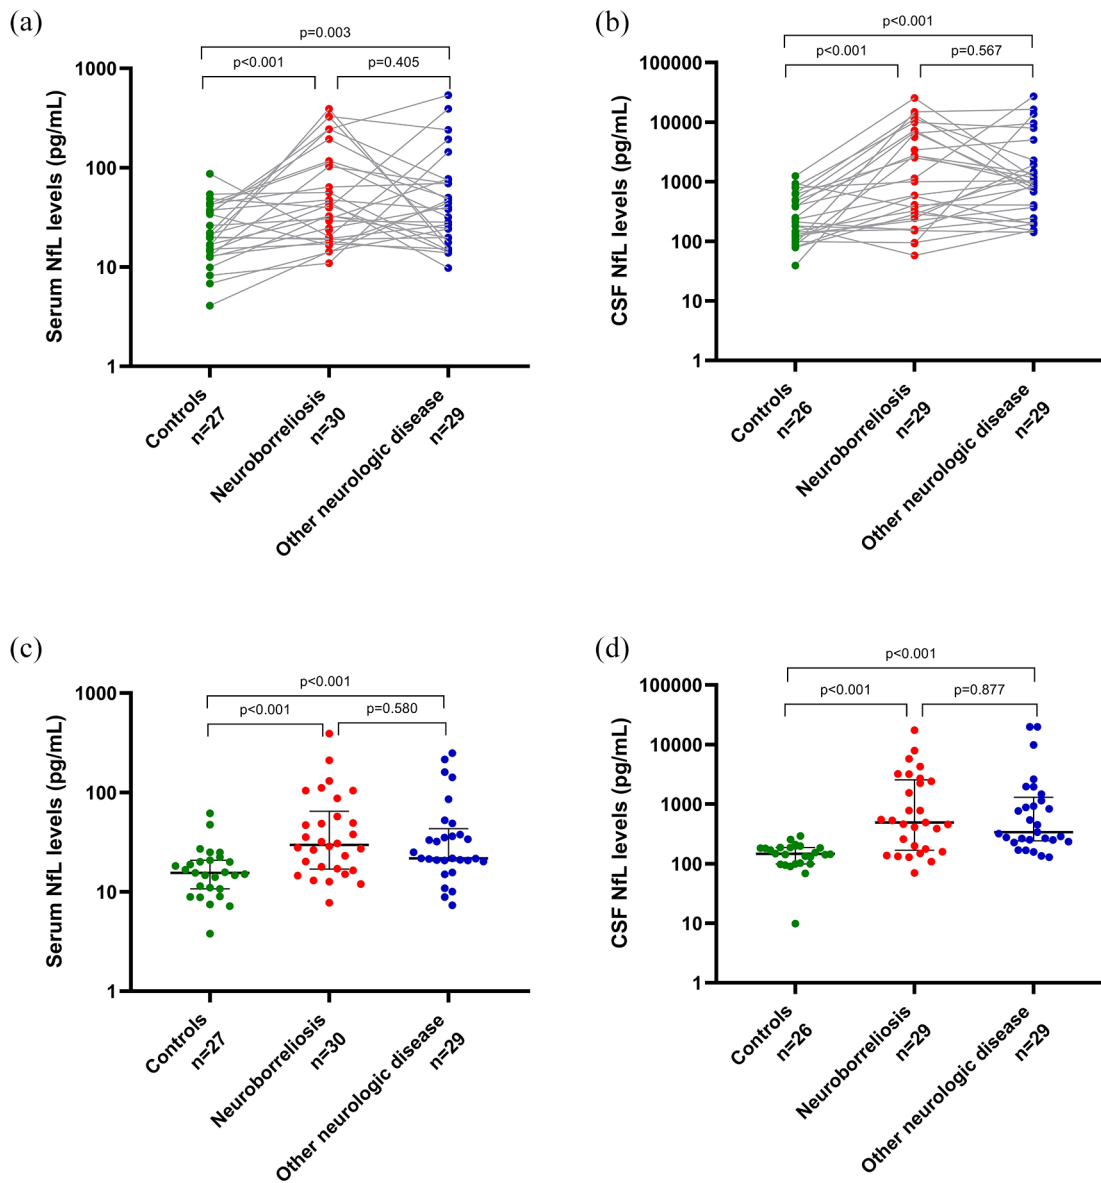 (a)
p=0.003
p<0.001
p=0.405
1000
100
10
1
Serum NfL levels (pg/mL)
Controls
n=27
Neuroborreliosis
n=30
Other neurologic disease
n=29
(b)
p<0.001
p<0.001
p=0.567
100000
10000
1000
100
10
1
CSF NfL levels (pg/mL)
Controls
n=26
Neuroborreliosis
n=29
Other neurologic disease
n=29
(c)
p<0.001
p<0.001
p=0.580
1000
100
10
1
Serum NfL levels (pg/mL)
Controls
n=27
Neuroborreliosis
n=30
Other neurologic disease
n=29
(d)
p<0.001
p<0.001
p=0.877
100000
10000
1000
100
10
1
CSF NfL levels (pg/mL)
Controls
n=26
Neuroborreliosis
n=29
Other neurologic disease
n=29